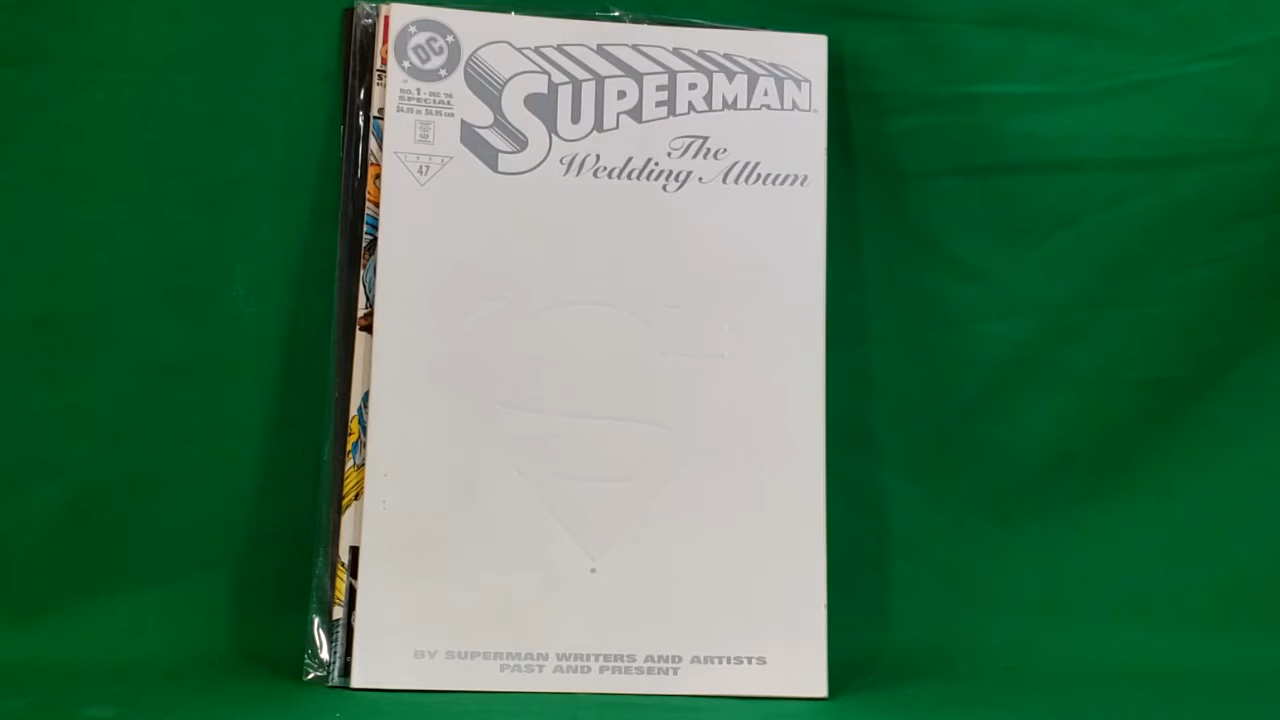 DC
SUPERMAN
NO. 1 • DEC '96
SPECIAL
$4.95 US $6.95 CAN
The
Wedding Album
1996
47
BY SUPERMAN WRITERS AND ARTISTS
PAST AND PRESENT